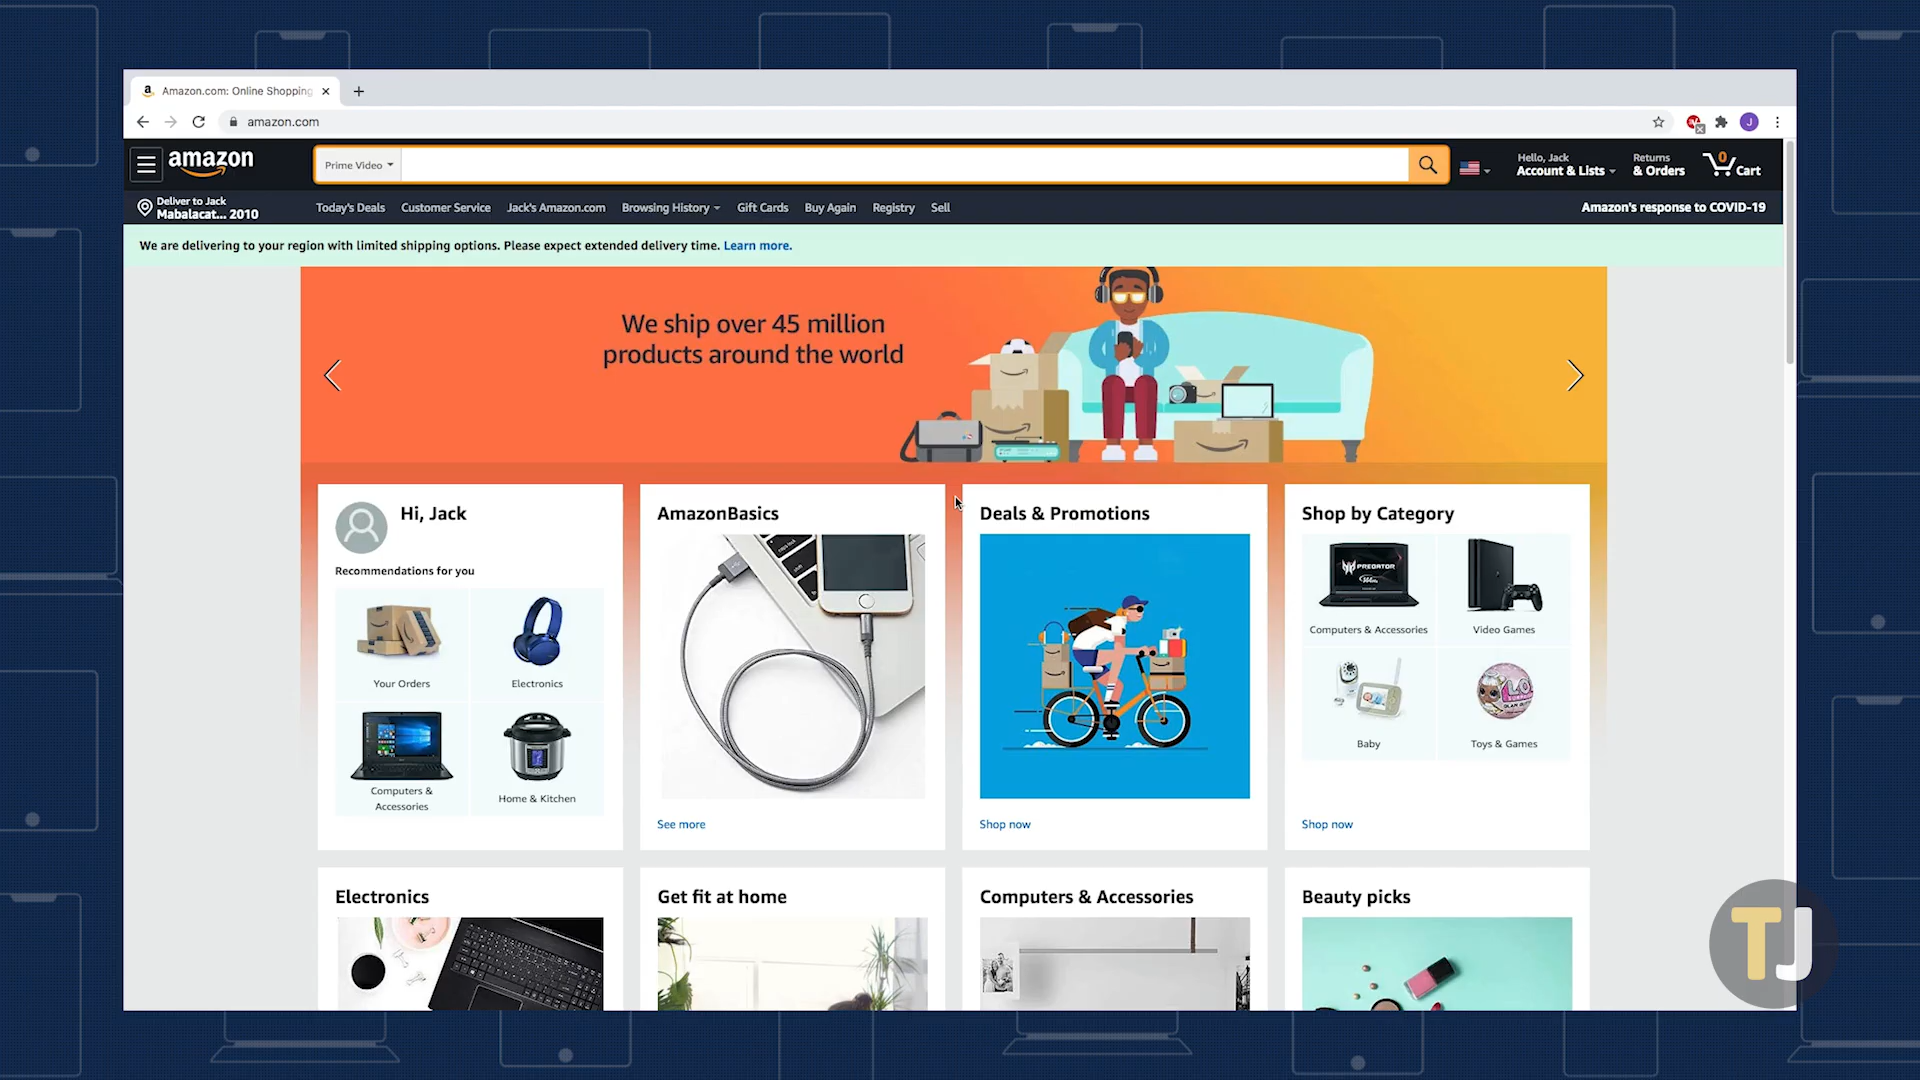 Amazon.com: Online Shopping
amazon.com
J
amazon
Prime Video
Hello, Jack
Account & Lists
Returns
& Orders
0
Cart
Deliver to Jack
Mabalacat... 2010
Today's Deals
Customer Service
Jack's Amazon.com
Browsing History
Gift Cards
Buy Again
Registry
Sell
Amazon's response to COVID-19
We are delivering to your region with limited shipping options. Please expect extended delivery time. Learn more.
We ship over 45 million
products around the world
Hi, Jack
Recommendations for you
Your Orders
Electronics
Computers &
Accessories
Home & Kitchen
AmazonBasics
See more
Deals & Promotions
Shop now
Shop by Category
PREDATOR
Computers & Accessories
Video Games
Baby
Toys & Games
Shop now
Electronics
Get fit at home
Computers & Accessories
Beauty picks
TJ